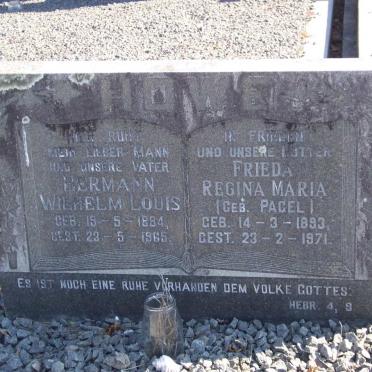 HOWE
HIER RUHT
MEIN LIEBER MANN
UND UNSERE VATER
HERMANN
WILHELM LOUIS
GEB. 15-5-1884.
GEST. 23-5-1965.
IN FRIEDEN
UND UNSERE MUTTER
FRIEDA
REGINA MARIA
(GEB. PAGEL)
GEB. 14-3-1893.
GEST. 23-2-1971.
ES IST NOCH EINE RUHE VORHANDEN DEM VOLKE GOTTES.
HEBR. 4, 9